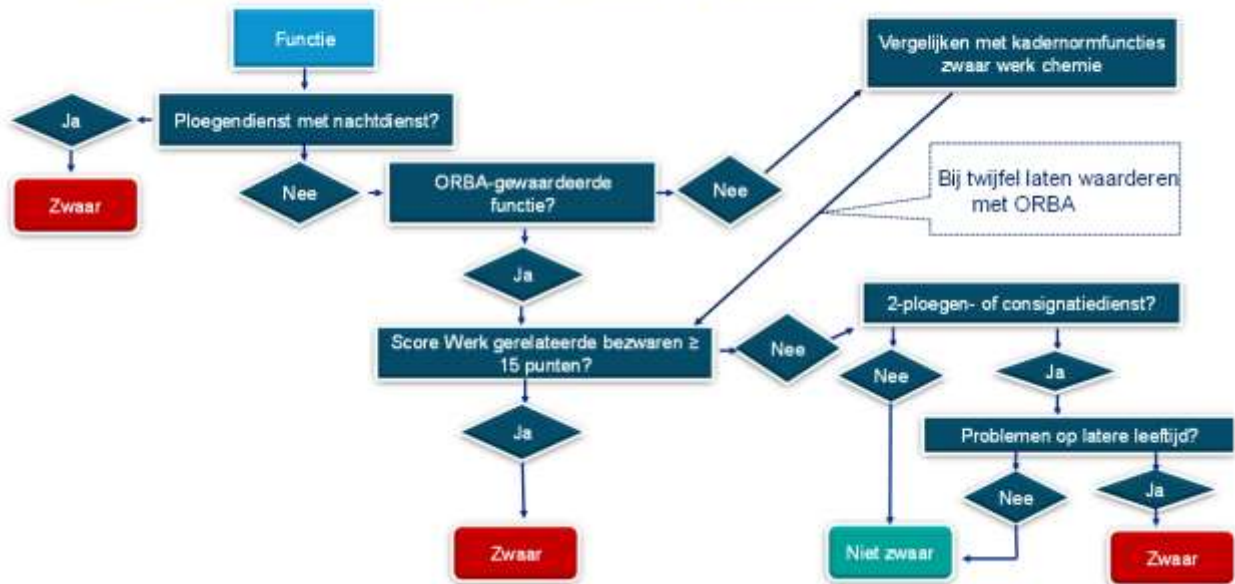 Functie
Vergelijken met kadernormfuncties
zwaar werk chemie
Ja
Ploegendienst met nachtdienst?
Zwaar
Nee
ORBA-gewaardeerde
functie?
Nee
Bij twijfel laten waarderen
met ORBA
Ja
2-ploegen- of consignatiedienst?
Score Werk gerelateerde bezwaren ≥
15 punten?
Nee
Nee
Ja
Ja
Problemen op latere leeftijd?
Nee
Ja
Zwaar
Niet zwaar
Zwaar